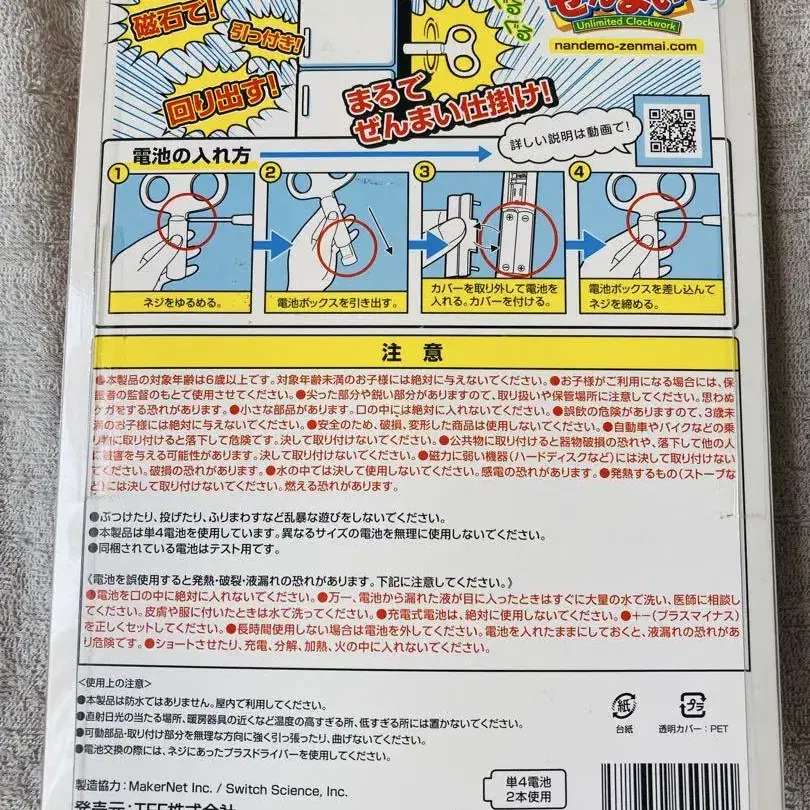 磁石で!
引っ付き!
回り出す!
ぜんまい
Unlimited Clockwork
nandemo-zenmai.com
まるで
ぜんまい仕掛け!
詳しい説明は動画で!
電池の入れ方
1 2 3 4
ネジをゆるめる。
電池ボックスを引き出す。
カバーを取り外して電池を
入れる。カバーを付ける。
電池ボックスを差し込んで
ネジを締める。
注意
●本製品の対象年齢は6歳以上です。対象年齢未満のお子様には絶対に与えないでください。●お子様がご利用になる場合には、保
護者の監督のもとで使用させてください。●尖った部分や鋭い部分がありますので、取り扱いや保管場所に注意してください。思わぬ
ケガをする恐れがあります。●小さな部品があります。口の中には絶対に入れないでください。●誤飲の危険がありますので、3歳未
満のお子様には絶対に与えないでください。●安全のため、破損、変形した商品は使用しないでください。●自動車やバイクなどの乗
り物に取り付けると落下して危険です。決して取り付けないでください。●公共物に取り付けると器物破損の恐れや、落下して他の人
に被害を与える可能性があります。決して取り付けないでください。●磁力に弱い機器(ハードディスクなど)には決して取り付けない
でください。破損の恐れがあります。●水の中では決して使用しないでください。感電の恐れがあります。●発熱するもの(ストーブな
ど)には決して取り付けないでください。燃える恐れがあります。
●ぶつけたり、投げたり、ふりまわすなど乱暴な遊びをしないでください。
●本製品は単4電池を使用しています。異なるサイズの電池を無理に使用しないでください。
●同梱されている電池はテスト用です。
《電池を誤使用すると発熱・破裂・液漏れの恐れがあります。下記に注意してください。》
●電池を口の中に絶対に入れないでください。●万一、電池から漏れた液が目に入ったときはすぐに大量の水で洗い、医師に相談し
てください。皮膚や服に付いたときは水で洗ってください。●充電式電池は、絶対に使用しないでください。●+ー(プラスマイナス)
を正しくセットしてください。●長時間使用しない場合は電池を外してください。電池を入れたままにしておくと、液漏れの恐れがあ
り危険です。●ショートさせたり、充電、分解、加熱、火の中に入れないでください。
<使用上の注意>
●本製品は防水ではありません。屋内で利用してください。
●直射日光の当たる場所、暖房器具の近くなど温度の高すぎる所、低すぎる所には置かないでください。
●可動部品・取り付け部分を無理な方向に強く引っ張ったり、曲げないでください。
●電池交換の際には、ネジにあったプラスドライバーを使用してください。
紙
台紙
プラ
透明カバー:PET
製造協力:MakerNet Inc. / Switch Science, Inc.
単4電池
2本使用